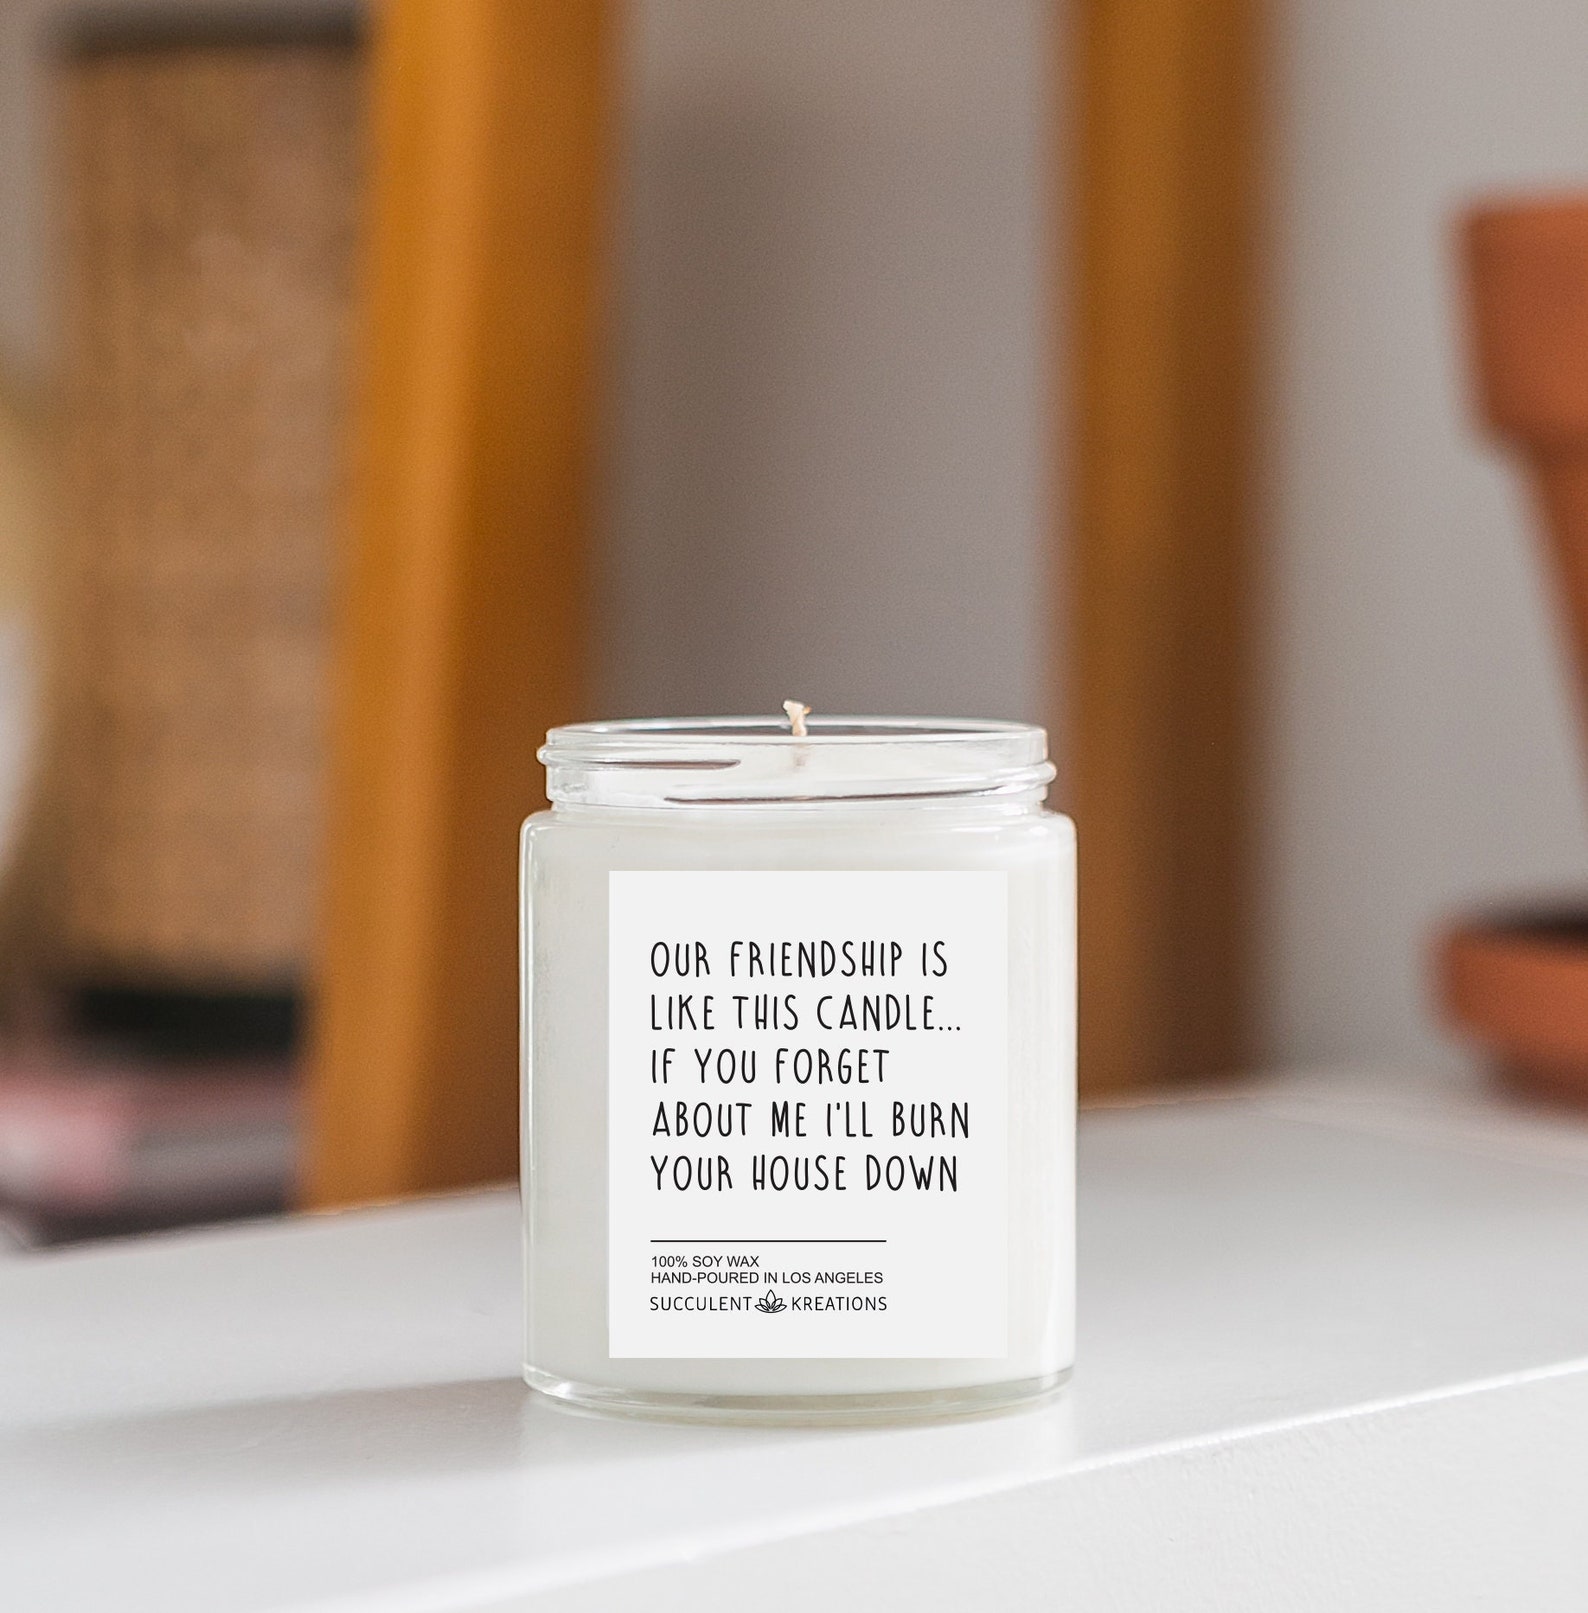 OUR FRIENDSHIP IS
LIKE THIS CANDLE...
IF YOU FORGET
ABOUT ME I'LL BURN
YOUR HOUSE DOWN
100% SOY WAX
HAND-POURED IN LOS ANGELES
SUCCULENT KREATIONS